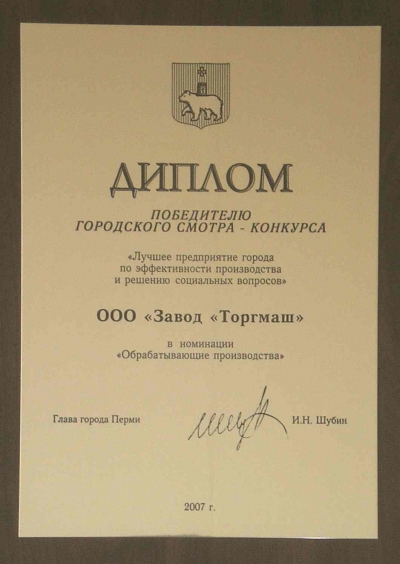 ДИПЛОМ
ПОБЕДИТЕЛЮ
ГОРОДСКОГО СМОТРА - КОНКУРСА
«Лучшее предприятие города
по эффективности производства
и решению социальных вопросов»
ООО «Завод «Торгмаш»
в номинации
«Обрабатывающие производства»
Глава города Перми И.Н. Шубин
2007 г.